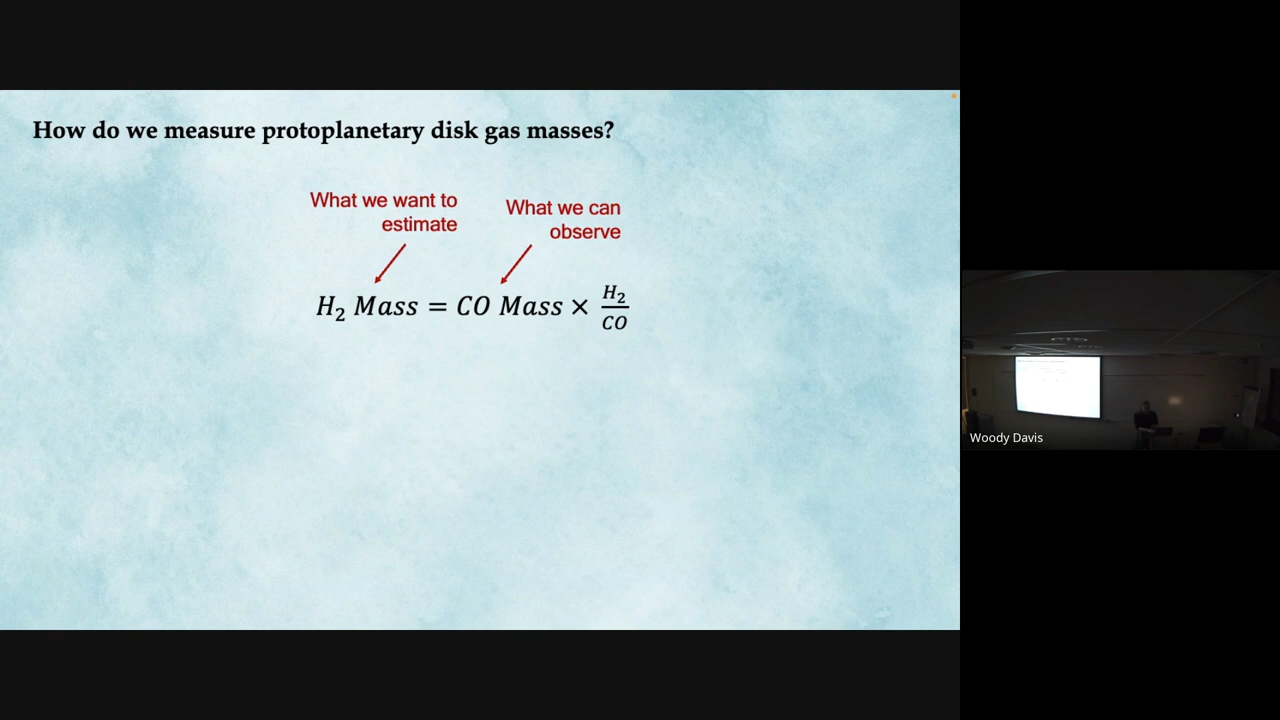 How do we measure protoplanetary disk gas masses?
What we want to
estimate
What we can
observe
H₂ Mass = CO Mass × H₂/CO
Woody Davis